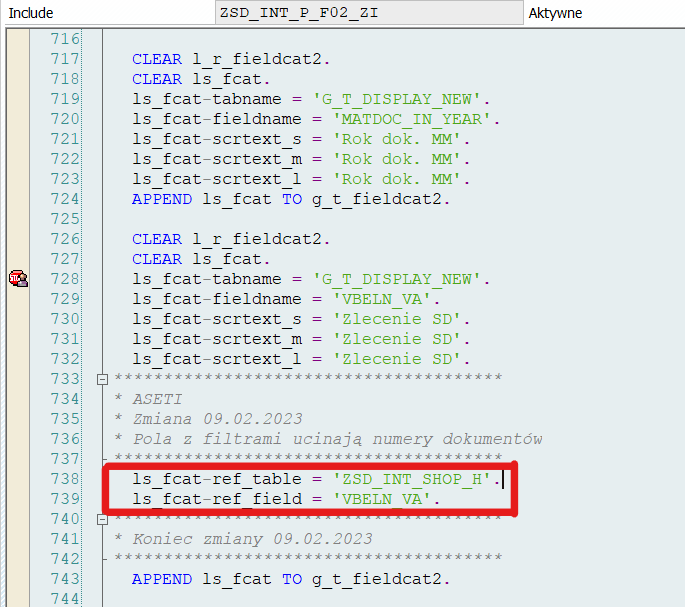 Include ZSD_INT_P_F02_ZI Aktywne
716
717 CLEAR l_r_fieldcat2.
718 CLEAR ls_fcat.
719 ls_fcat-tabname = 'G_T_DISPLAY_NEW'.
720 ls_fcat-fieldname = 'MATDOC_IN_YEAR'.
721 ls_fcat-scrtext_s = 'Rok dok. MM'.
722 ls_fcat-scrtext_m = 'Rok dok. MM'.
723 ls_fcat-scrtext_l = 'Rok dok. MM'.
724 APPEND ls_fcat TO g_t_fieldcat2.
725
726 CLEAR l_r_fieldcat2.
727 CLEAR ls_fcat.
728 ls_fcat-tabname = 'G_T_DISPLAY_NEW'.
729 ls_fcat-fieldname = 'VBELN_VA'.
730 ls_fcat-scrtext_s = 'Zlecenie SD'.
731 ls_fcat-scrtext_m = 'Zlecenie SD'.
732 ls_fcat-scrtext_l = 'Zlecenie SD'.
733 ***************************************
734 * ASETI
735 * Zmiana 09.02.2023
736 * Pola z filtrami ucinają numery dokumentów
737 ***************************************
738 ls_fcat-ref_table = 'ZSD_INT_SHOP_H'.
739 ls_fcat-ref_field = 'VBELN_VA'.
740 ***************************************
741 * Koniec zmiany 09.02.2023
742 ***************************************
743 APPEND ls_fcat TO g_t_fieldcat2.
744